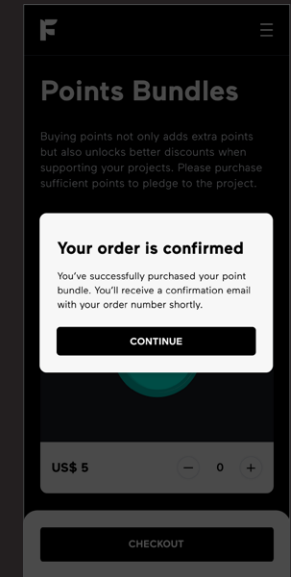 F
Points Bundles
Buying points not only adds extra points
but also unlocks better discounts when
supporting your projects. Please purchase
sufficient points to pledge to the project.
Your order is confirmed
You've successfully purchased your point
bundle. You'll receive a confirmation email
with your order number shortly.
CONTINUE
US$ 5 − 0 +
CHECKOUT